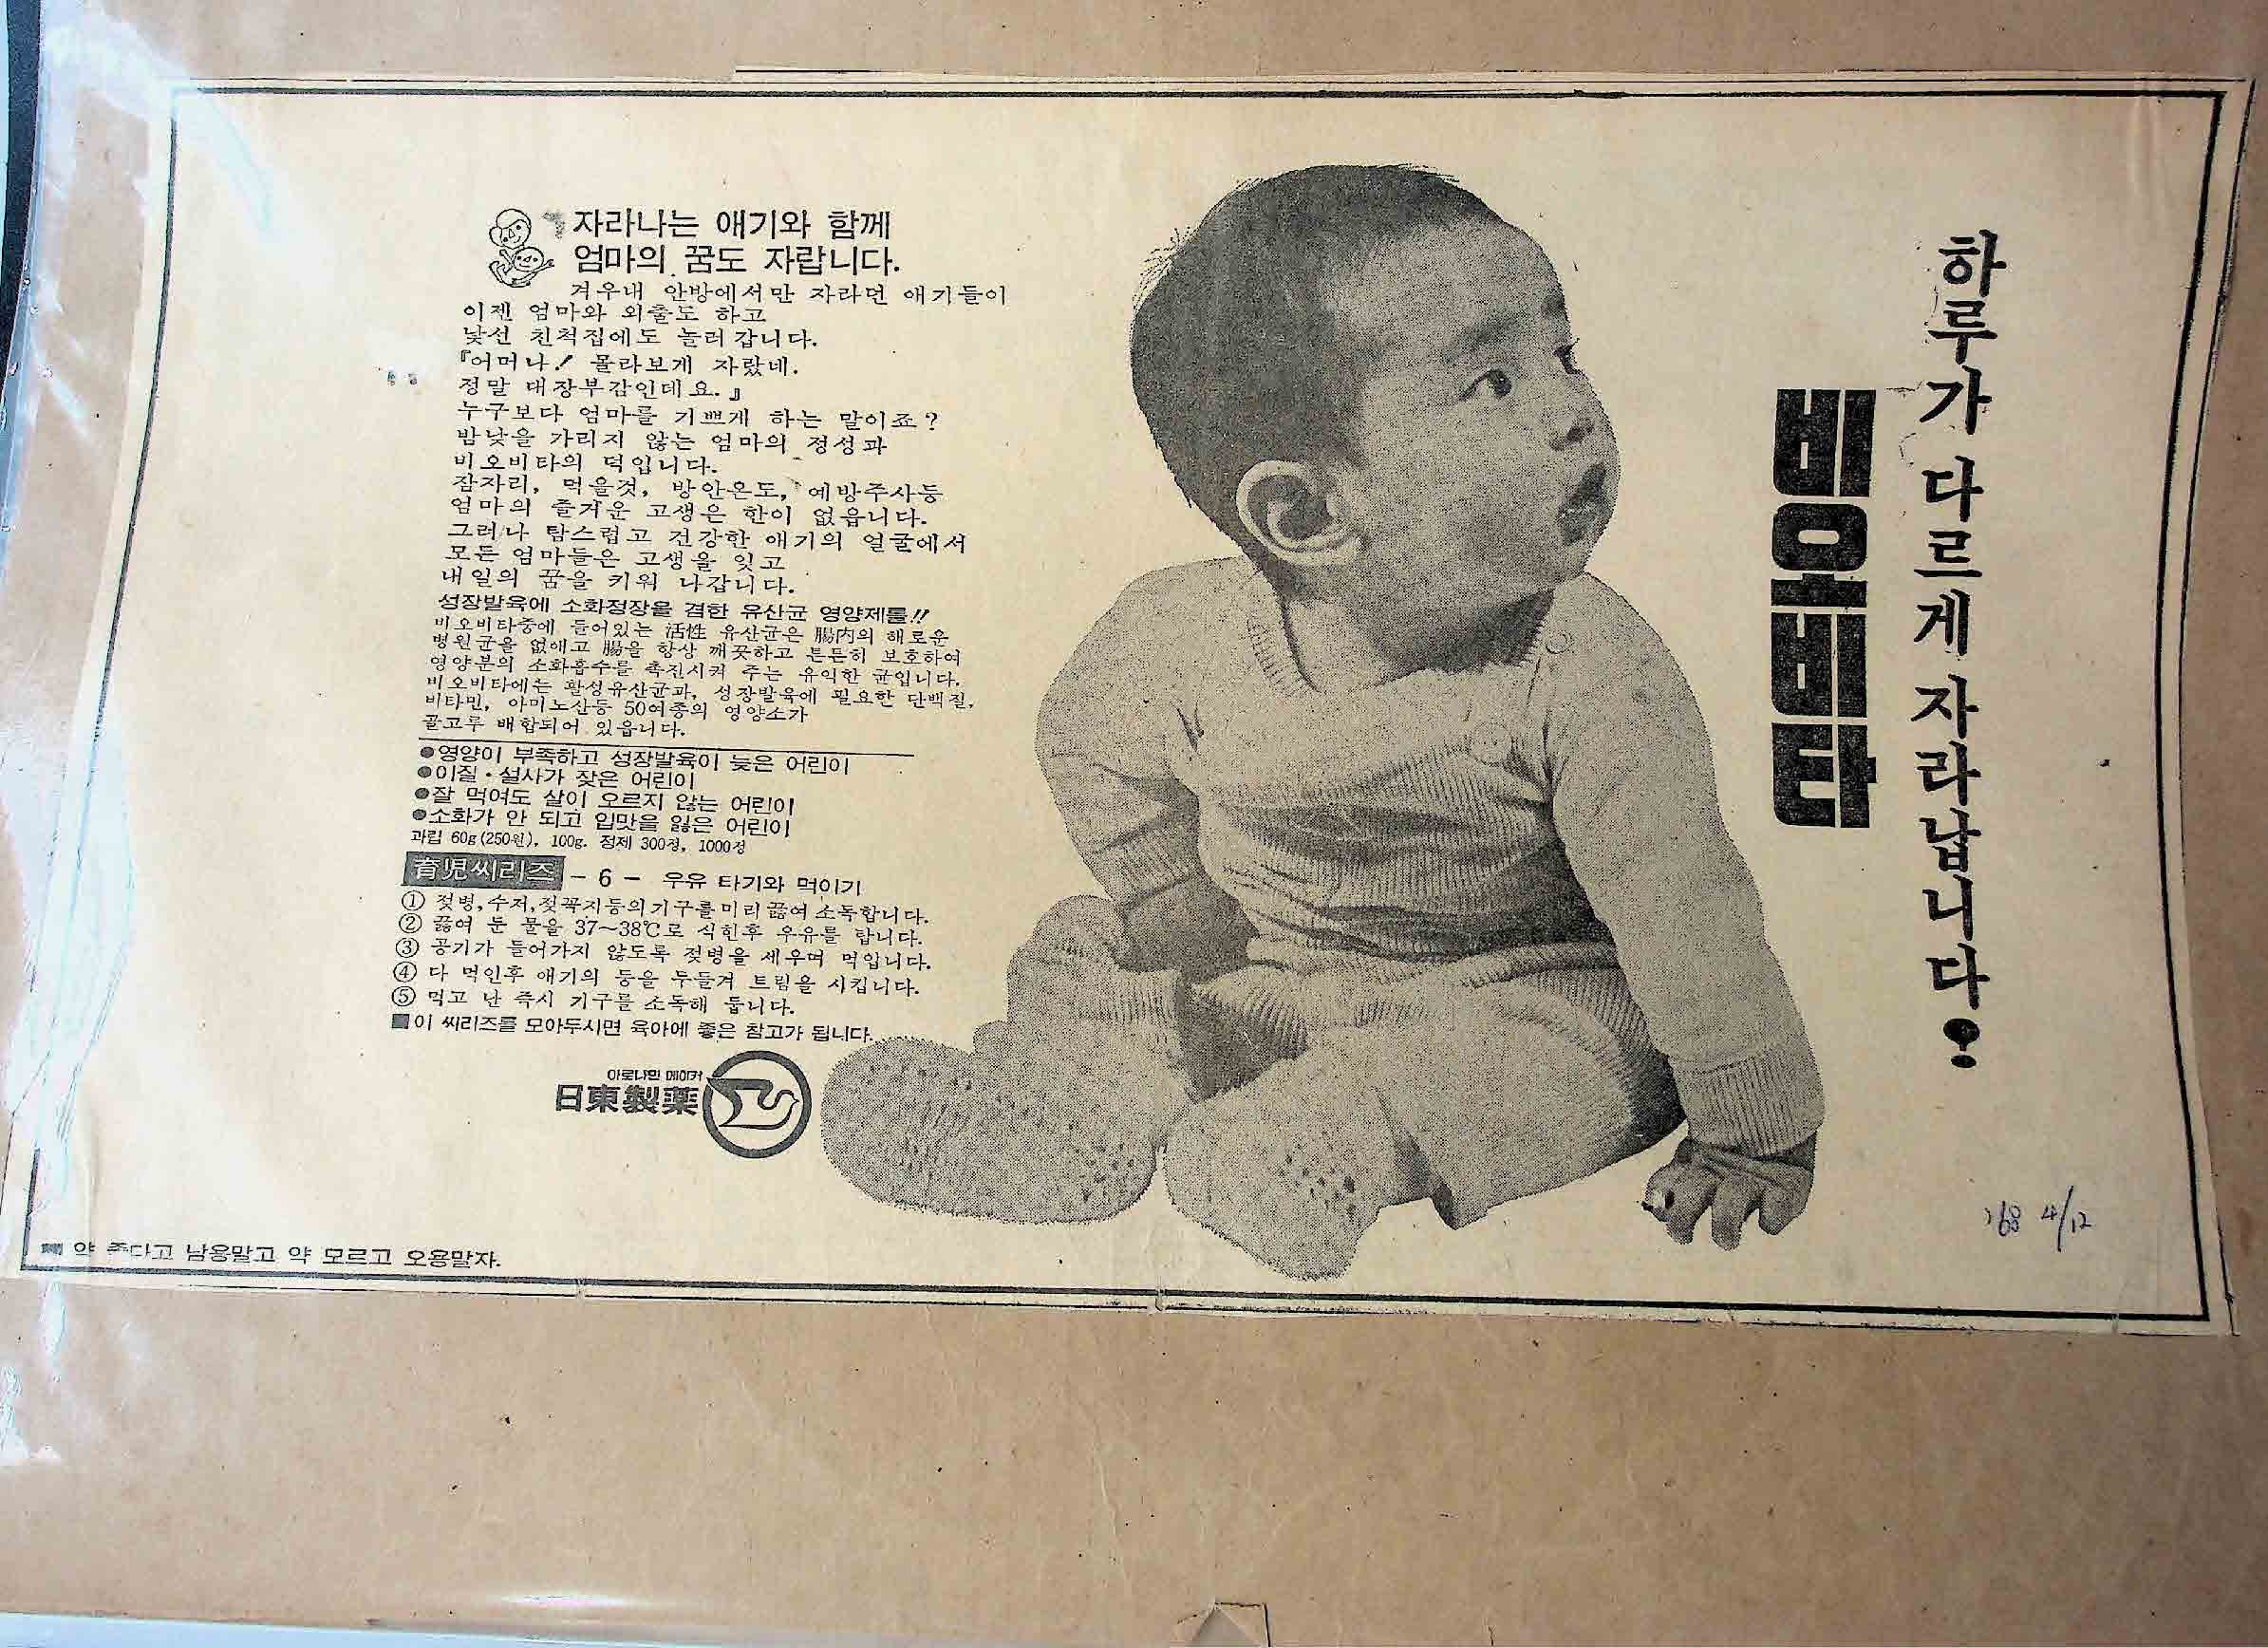 하루가 다르게 자라납니다!
비오비타
자라나는 애기와 함께
엄마의 꿈도 자랍니다.
겨우내 안방에서만 자라던 애기들이
이젠 엄마와 외출도 하고
낯선 친척집에도 놀러 갑니다.
『어머나! 몰라보게 자랐네.
정말 대장부감인데요.』
누구보다 엄마를 기쁘게 하는 말이죠?
밤낮을 가리지 않는 엄마의 정성과
비오비타의 덕입니다.
잠자리, 먹을것, 방안온도, 예방주사등
엄마의 즐거운 고생은 한이 없읍니다.
그러나 탐스럽고 건강한 애기의 얼굴에서
모든 엄마들은 고생을 잊고
내일의 꿈을 키워 나갑니다.
성장발육에 소화정장을 겸한 유산균 영양제를!!
비오비타중에 들어있는 活性 유산균은 腸内의 해로운
병원균을 없애고 腸을 항상 깨끗하고 튼튼히 보호하여
영양분의 소화흡수를 촉진시켜 주는 유익한 균입니다.
비오비타에는 활성유산균과, 성장발육에 필요한 단백질,
비타민, 아미노산등 50여종의 영양소가
골고루 배합되어 있읍니다.
●영양이 부족하고 성장발육이 늦은 어린이
●이질·설사가 잦은 어린이
●잘 먹여도 살이 오르지 않는 어린이
●소화가 안 되고 입맛을 잃은 어린이
과립 60g(250원), 100g. 정제 300정, 1000정
育児씨리즈 - 6 - 우유 타기와 먹이기
① 젖병,수저,젖꼭지등의기구를미리끓여소독합니다.
② 끓여 둔 물을 37~38℃로 식힌후 우유를 탑니다.
③ 공기가 들어가지 않도록 젖병을 세우며 먹입니다.
④ 다 먹인후 애기의 등을 두들겨 트림을 시킵니다.
⑤ 먹고 난 즉시 기구를 소독해 둡니다.
■이 씨리즈를 모아두시면 육아에 좋은 참고가 됩니다.
아로나민 메이커
日東製薬
■ 약 좋다고 남용말고 약 모르고 오용말자.
'68 4/12